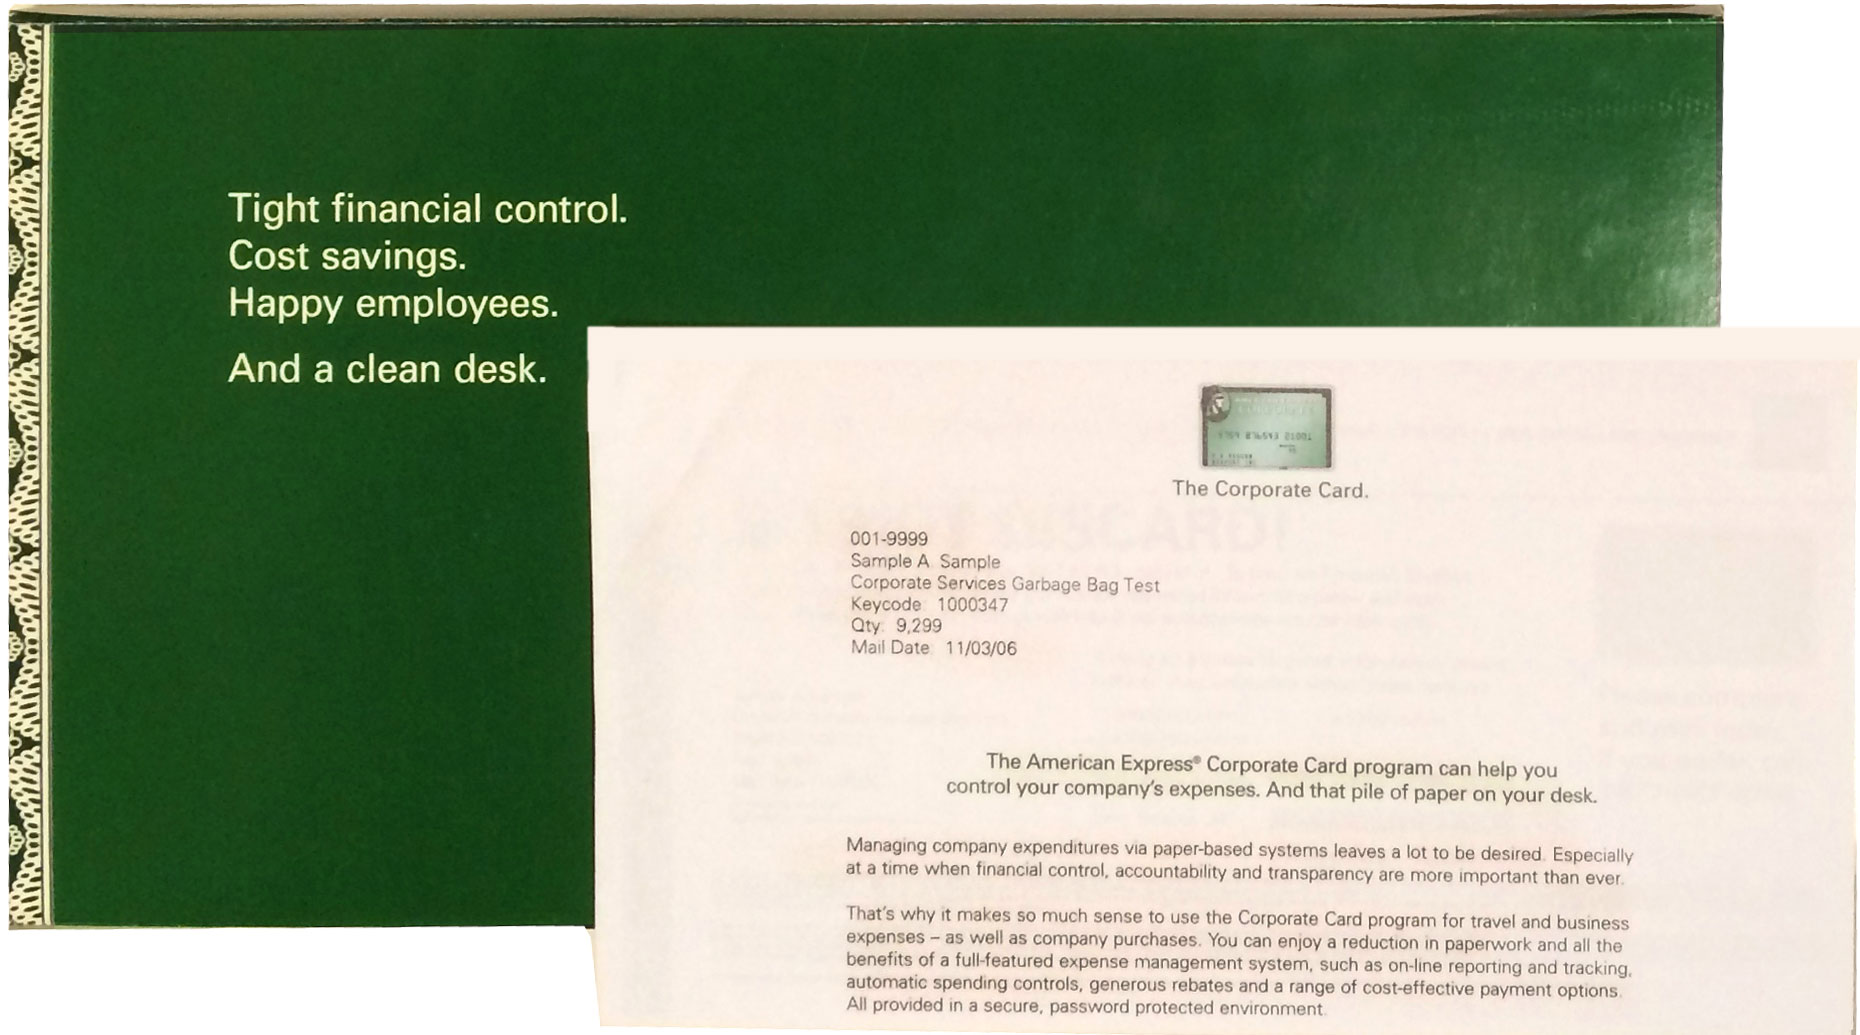 Tight financial control.
Cost savings.
Happy employees.
And a clean desk.
The Corporate Card.
001-9999
Sample A Sample
Corporate Services Garbage Bag Test
Keycode: 1000347
Qty: 9,299
Mail Date: 11/03/06
The American Express® Corporate Card program can help you
control your company's expenses. And that pile of paper on your desk.
Managing company expenditures via paper-based systems leaves a lot to be desired. Especially
at a time when financial control, accountability and transparency are more important than ever.
That's why it makes so much sense to use the Corporate Card program for travel and business
expenses – as well as company purchases. You can enjoy a reduction in paperwork and all the
benefits of a full-featured expense management system, such as on-line reporting and tracking,
automatic spending controls, generous rebates and a range of cost-effective payment options.
All provided in a secure, password protected environment.